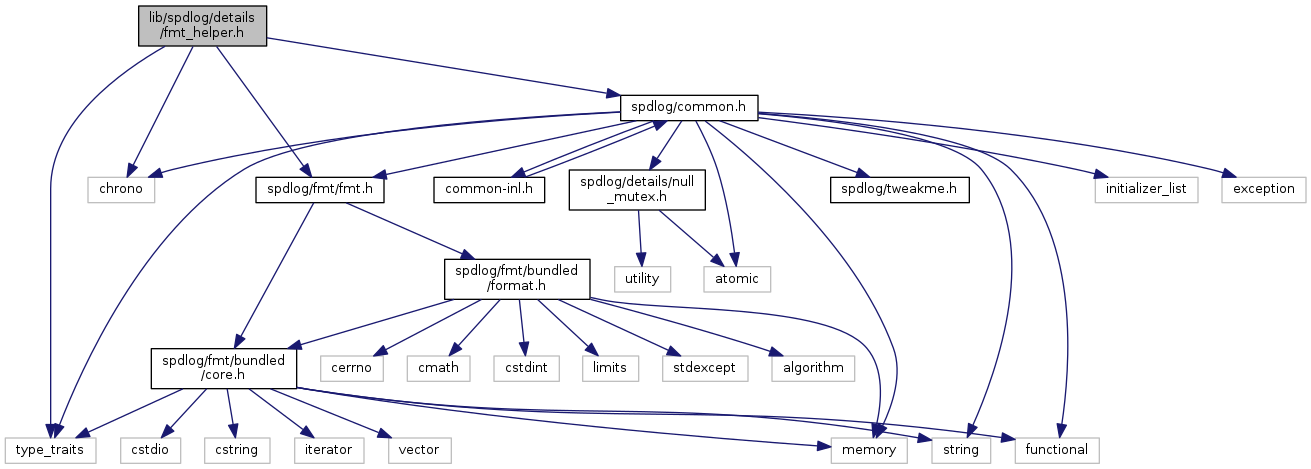 lib/spdlog/details
/fmt_helper.h
spdlog/common.h
chrono
spdlog/fmt/fmt.h
common-inl.h
spdlog/details/null
_mutex.h
spdlog/tweakme.h
initializer_list
exception
spdlog/fmt/bundled
/format.h
utility
atomic
spdlog/fmt/bundled
/core.h
cerrno
cmath
cstdint
limits
stdexcept
algorithm
type_traits
cstdio
cstring
iterator
vector
memory
string
functional